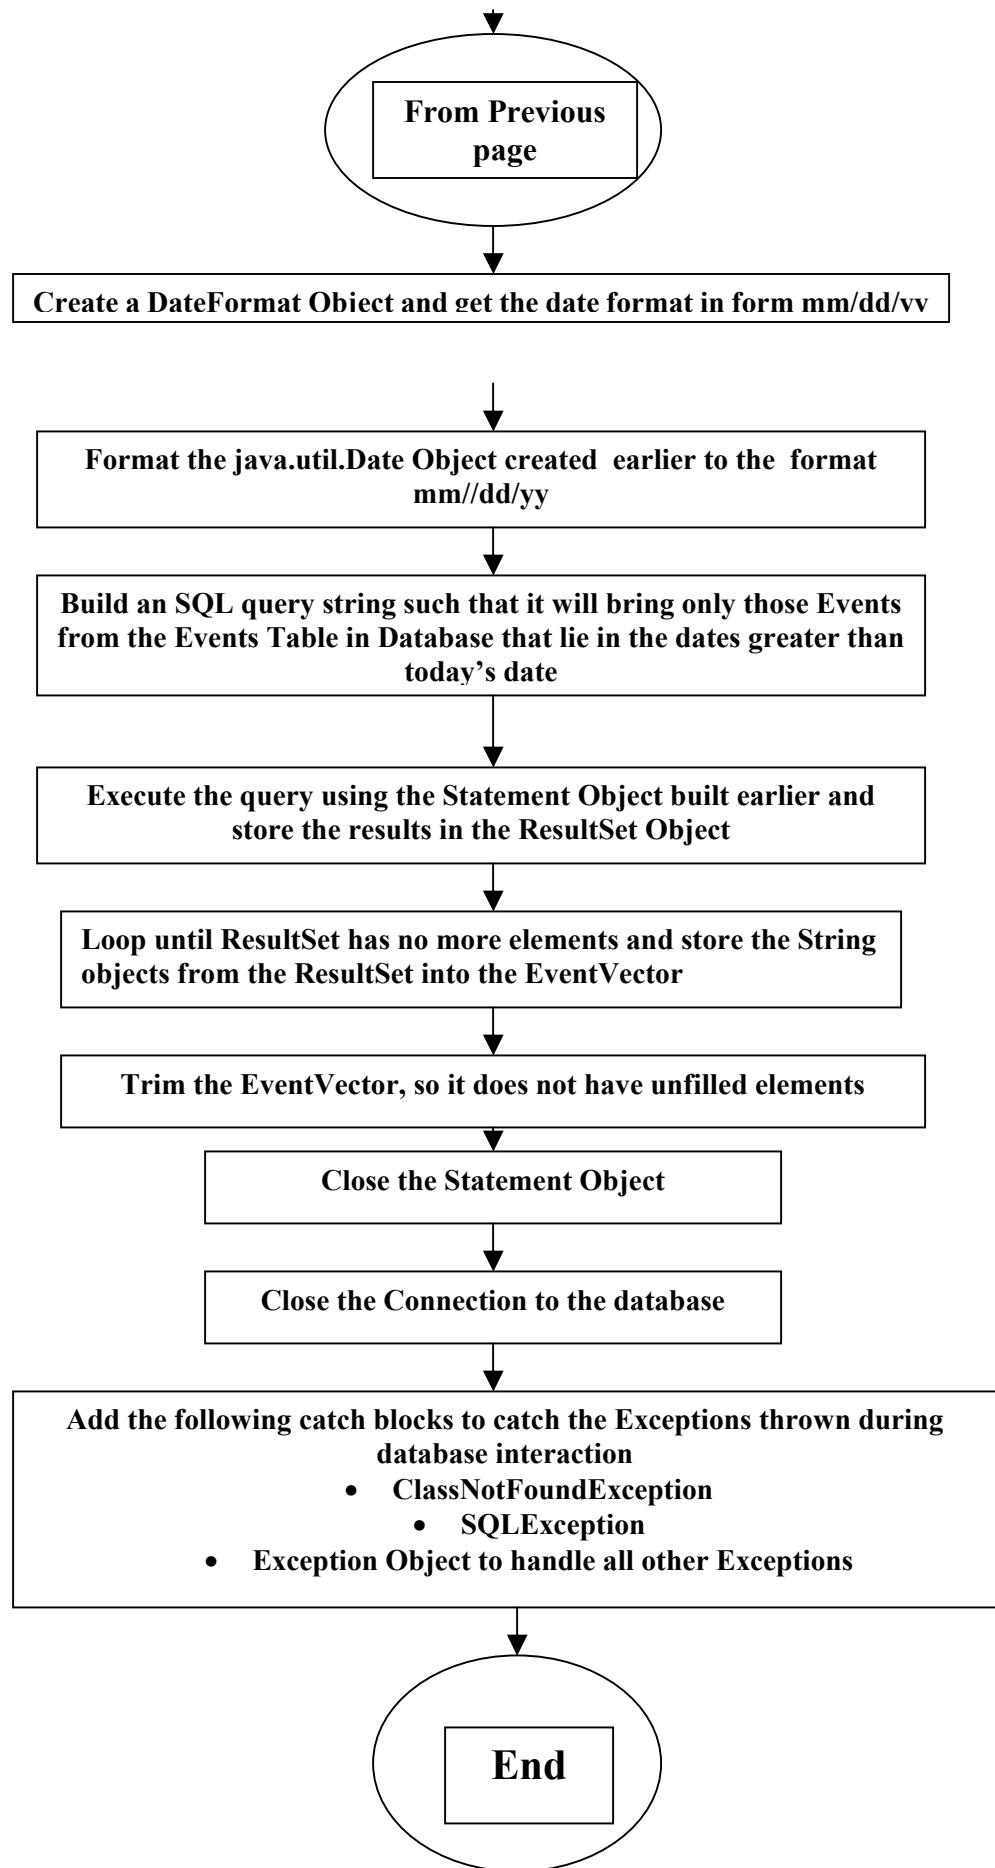 From Previous
page
Create a DateFormat Object and get the date format in form mm/dd/yy
Format the java.util.Date Object created  earlier to the  format
mm//dd/yy
Build an SQL query string such that it will bring only those Events
from the Events Table in Database that lie in the dates greater than
today’s date
Execute the query using the Statement Object built earlier and
store the results in the ResultSet Object
Loop until ResultSet has no more elements and store the String
objects from the ResultSet into the EventVector
Trim the EventVector, so it does not have unfilled elements
Close the Statement Object
Close the Connection to the database
Add the following catch blocks to catch the Exceptions thrown during
database interaction
• ClassNotFoundException
• SQLException
• Exception Object to handle all other Exceptions
End